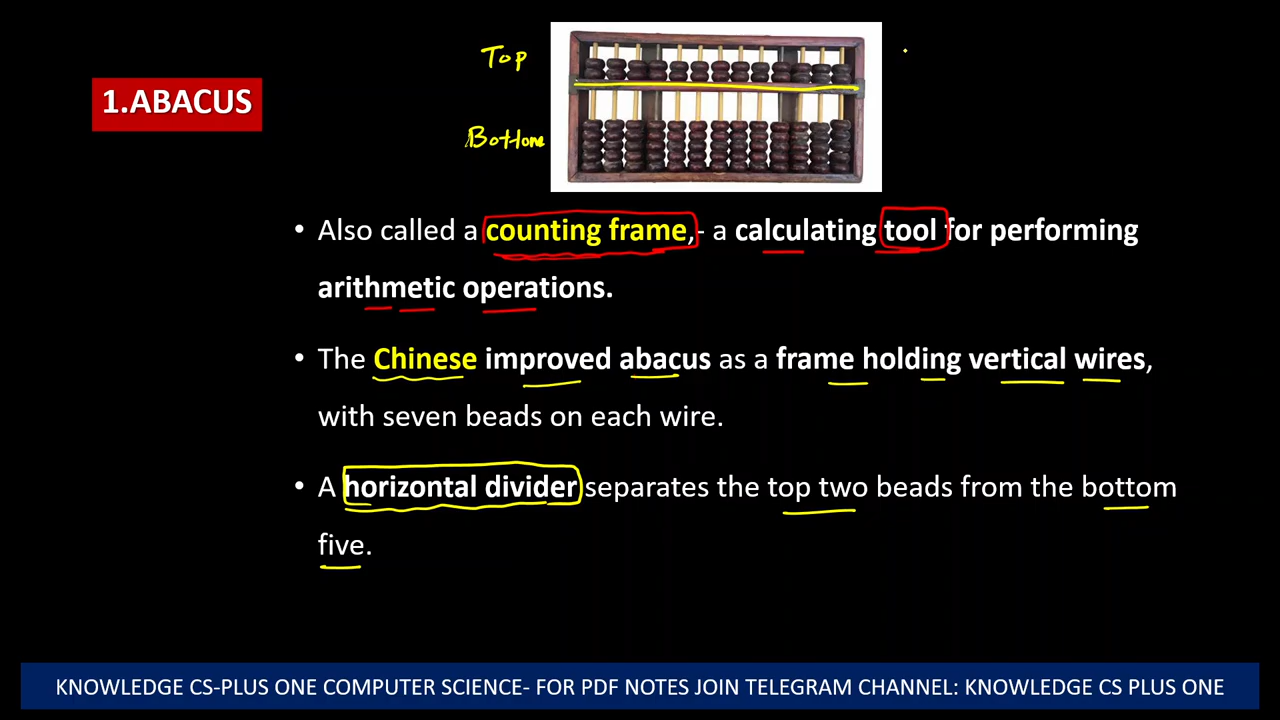 Top
1.ABACUS
Bottom
• Also called a counting frame,- a calculating tool for performing
arithmetic operations.
• The Chinese improved abacus as a frame holding vertical wires,
with seven beads on each wire.
• A horizontal divider separates the top two beads from the bottom
five.
KNOWLEDGE CS-PLUS ONE COMPUTER SCIENCE- FOR PDF NOTES JOIN TELEGRAM CHANNEL: KNOWLEDGE CS PLUS ONE